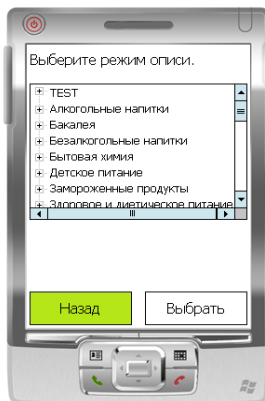 Выберите режим описи.
TEST
Алкогольные напитки
Бакалея
Безалкогольные напитки
Бытовая химия
Детское питание
Замороженные продукты
Здоровое и диетическое питание
Назад
Выбрать